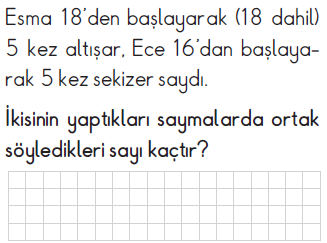 Esma 18'den başlayarak (18 dahil)
5 kez altışar, Ece 16'dan başlaya-
rak 5 kez sekizer saydı.
İkisinin yaptıkları saymalarda ortak
söyledikleri sayı kaçtır?